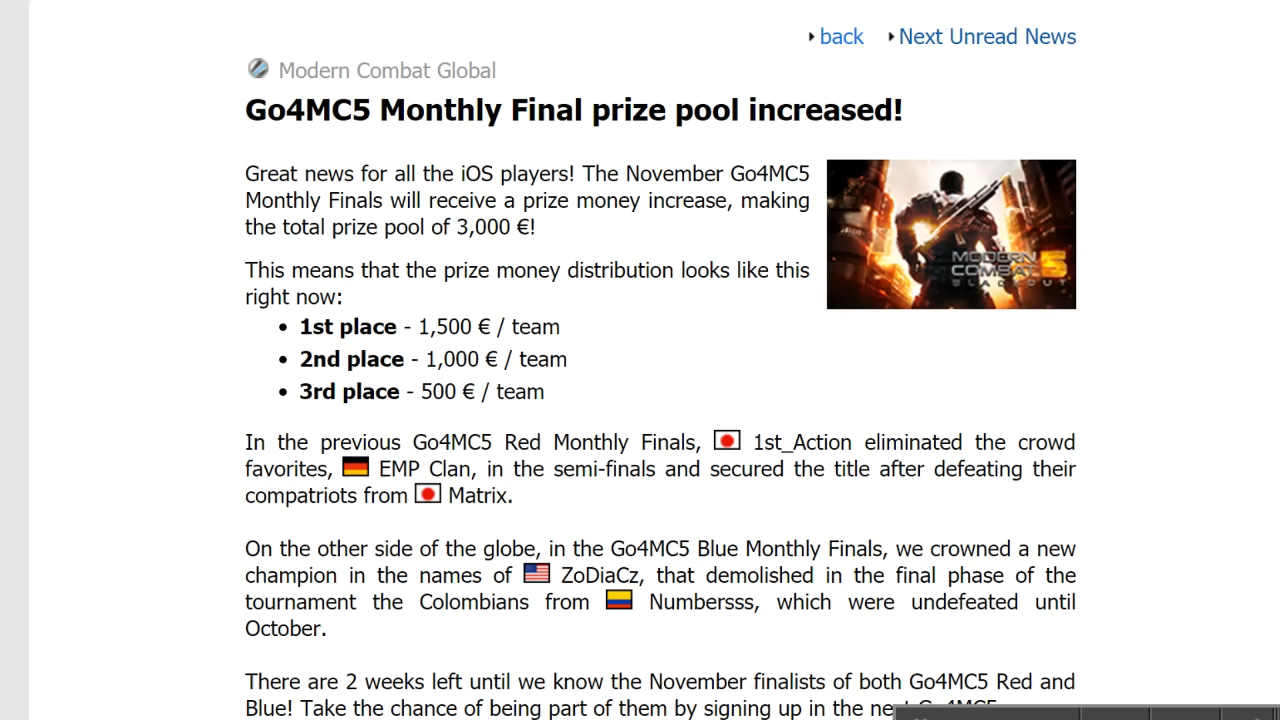 back Next Unread News
Modern Combat Global
Go4MC5 Monthly Final prize pool increased!
Great news for all the iOS players! The November Go4MC5
Monthly Finals will receive a prize money increase, making
the total prize pool of 3,000 €!
MODERN
COMBAT 5
BLACKOUT
This means that the prize money distribution looks like this
right now:
• 1st place - 1,500 € / team
• 2nd place - 1,000 € / team
• 3rd place - 500 € / team
In the previous Go4MC5 Red Monthly Finals, 1st_Action eliminated the crowd
favorites, EMP Clan, in the semi-finals and secured the title after defeating their
compatriots from Matrix.
On the other side of the globe, in the Go4MC5 Blue Monthly Finals, we crowned a new
champion in the names of ZoDiaCz, that demolished in the final phase of the
tournament the Colombians from Numbersss, which were undefeated until
October.
There are 2 weeks left until we know the November finalists of both Go4MC5 Red and
Blue! Take the chance of being part of them by signing up in the next Go4MC5